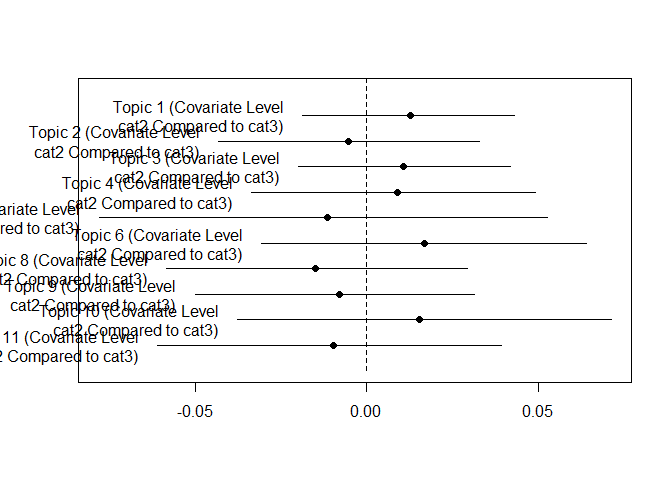 Topic 1 (Covariate Level
cat2 Compared to cat3)
Topic 2 (Covariate Level
cat2 Compared to cat3)
Topic 3 (Covariate Level
cat2 Compared to cat3)
Topic 4 (Covariate Level
cat2 Compared to cat3)
ariate Level
red to cat3)
Topic 6 (Covariate Level
cat2 Compared to cat3)
pic 8 (Covariate Level
t2 Compared to cat3)
Topic 9 (Covariate Level
cat2 Compared to cat3)
Topic 10 (Covariate Level
cat2 Compared to cat3)
11 (Covariate Level
2 Compared to cat3)
-0.05 0.00 0.05